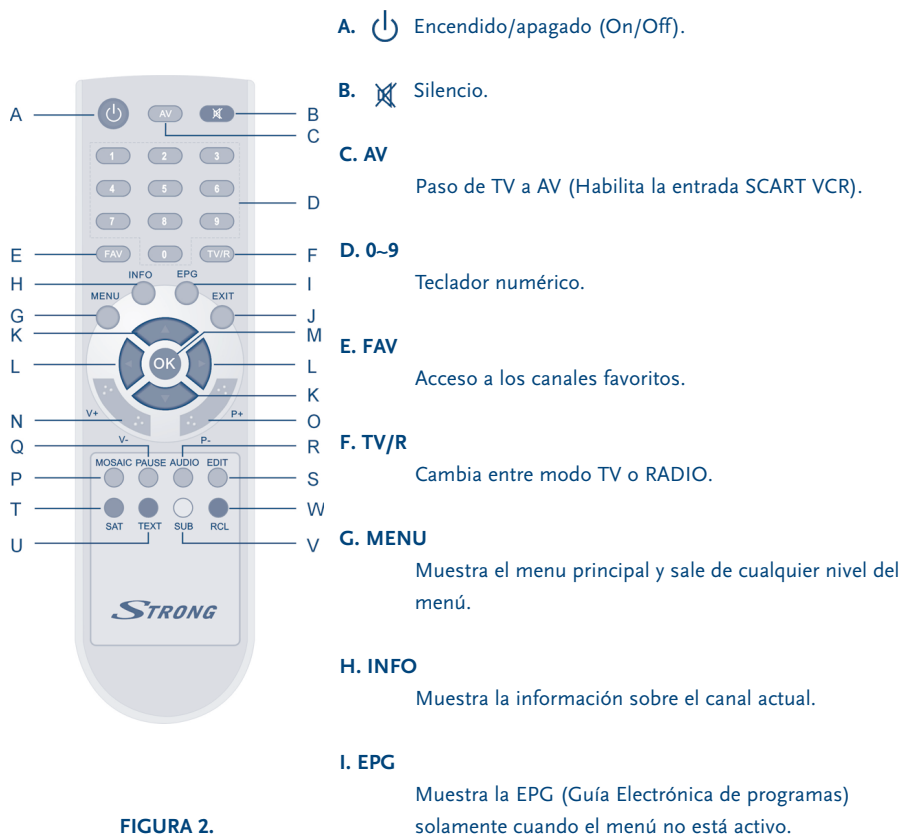 A. Encendido/apagado (On/Off).
B. Silencio.
C. AV
Paso de TV a AV (Habilita la entrada SCART VCR).
D. 0~9
Teclador numérico.
E. FAV
Acceso a los canales favoritos.
F. TV/R
Cambia entre modo TV o RADIO.
G. MENU
Muestra el menu principal y sale de cualquier nivel del
menú.
H. INFO
Muestra la información sobre el canal actual.
I. EPG
Muestra la EPG (Guía Electrónica de programas)
solamente cuando el menú no está activo.
A AV B
C
1 2 3
4 5 6
D
7 8 9
E FAV 0 TV/R F
H INFO EPG I
MENU EXIT
G J
K M
L OK L
K
V+ P+
N O
Q V- P- R
MOSAIC PAUSE AUDIO EDIT
P S
T W
SAT TEXT SUB RCL
U V
STRONG
FIGURA 2.